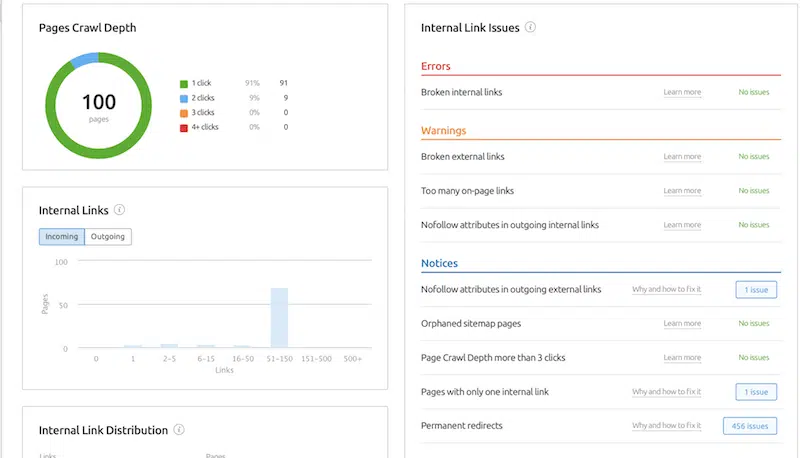 Pages Crawl Depth
100
pages
1 click 91% 91
2 clicks 9% 9
3 clicks 0% 0
4+ clicks 0% 0
Internal Links i
Incoming Outgoing
100
50
0
Pages
0 1 2-5 6-15 16-50 51-150 151-500 500+
Links
Internal Link Distribution i
Links Pages
Internal Link Issues i
Errors
Broken internal links Learn more No issues
Warnings
Broken external links Learn more No issues
Too many on-page links Learn more No issues
Nofollow attributes in outgoing internal links Learn more No issues
Notices
Nofollow attributes in outgoing external links Why and how to fix it 1 issue
Orphaned sitemap pages Learn more No issues
Page Crawl Depth more than 3 clicks Learn more No issues
Pages with only one internal link Why and how to fix it 1 issue
Permanent redirects Why and how to fix it 456 issues